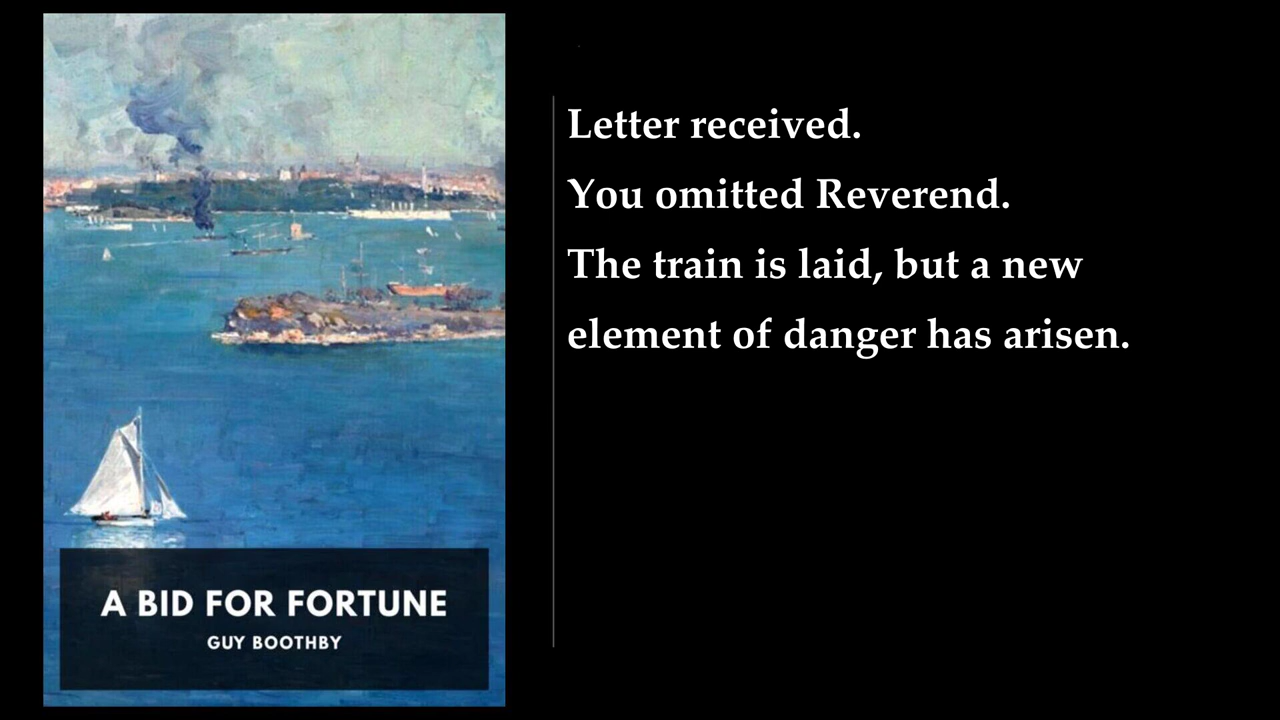 Letter received.
You omitted Reverend.
The train is laid, but a new
element of danger has arisen.
A BID FOR FORTUNE
GUY BOOTHBY